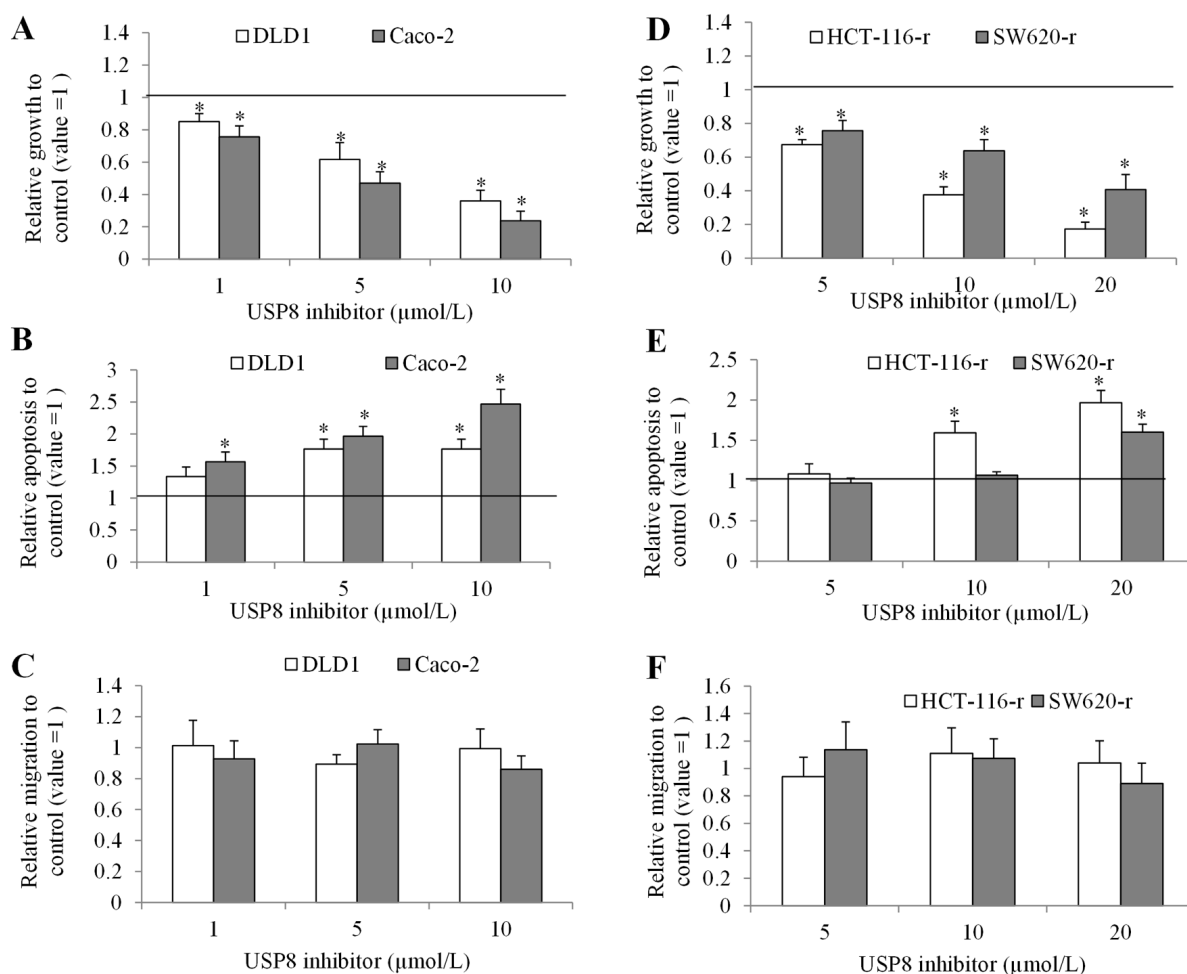 A
DLD1 Caco-2
Relative growth to
control (value =1 )
1.4
1.2
1
0.8
0.6
0.4
0.2
0
* * * * * *
1 5 10
USP8 inhibitor (µmol/L)
B
DLD1 Caco-2
Relative apoptosis to
control (value =1 )
3
2.5
2
1.5
1
0.5
0
* * * * *
1 5 10
USP8 inhibitor (µmol/L)
C
DLD1 Caco-2
Relative migration to
control (value =1 )
1.4
1.2
1
0.8
0.6
0.4
0.2
0
1 5 10
USP8 inhibitor (µmol/L)
D
HCT-116-r SW620-r
Relative growth to
control (value =1 )
1.4
1.2
1
0.8
0.6
0.4
0.2
0
* * * * * *
5 10 20
USP8 inhibitor (µmol/L)
E
HCT-116-r SW620-r
Relative apoptosis to
control (value =1 )
2.5
2
1.5
1
0.5
0
* * *
5 10 20
USP8 inhibitor (µmol/L)
F
HCT-116-r SW620-r
Relative migration to
control (value =1 )
1.6
1.4
1.2
1
0.8
0.6
0.4
0.2
0
5 10 20
USP8 inhibitor (µmol/L)